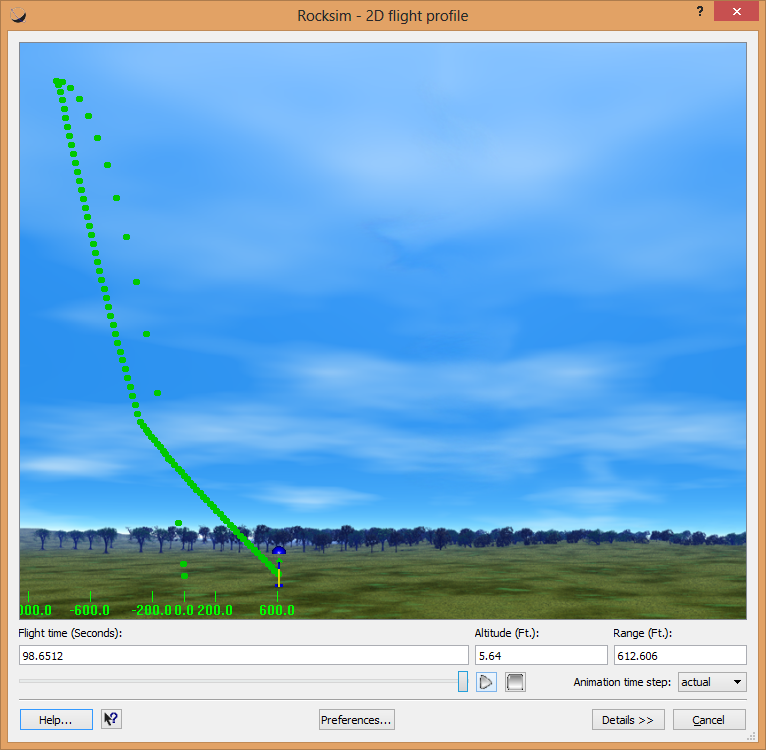 Rocksim - 2D flight profile
?
000.0 -600.0 -200.0 0.0 200.0 600.0
Flight time (Seconds): Altitude (Ft.): Range (Ft.):
98.6512 5.64 612.606
Animation time step: actual
Help... ? Preferences... Details >> Cancel